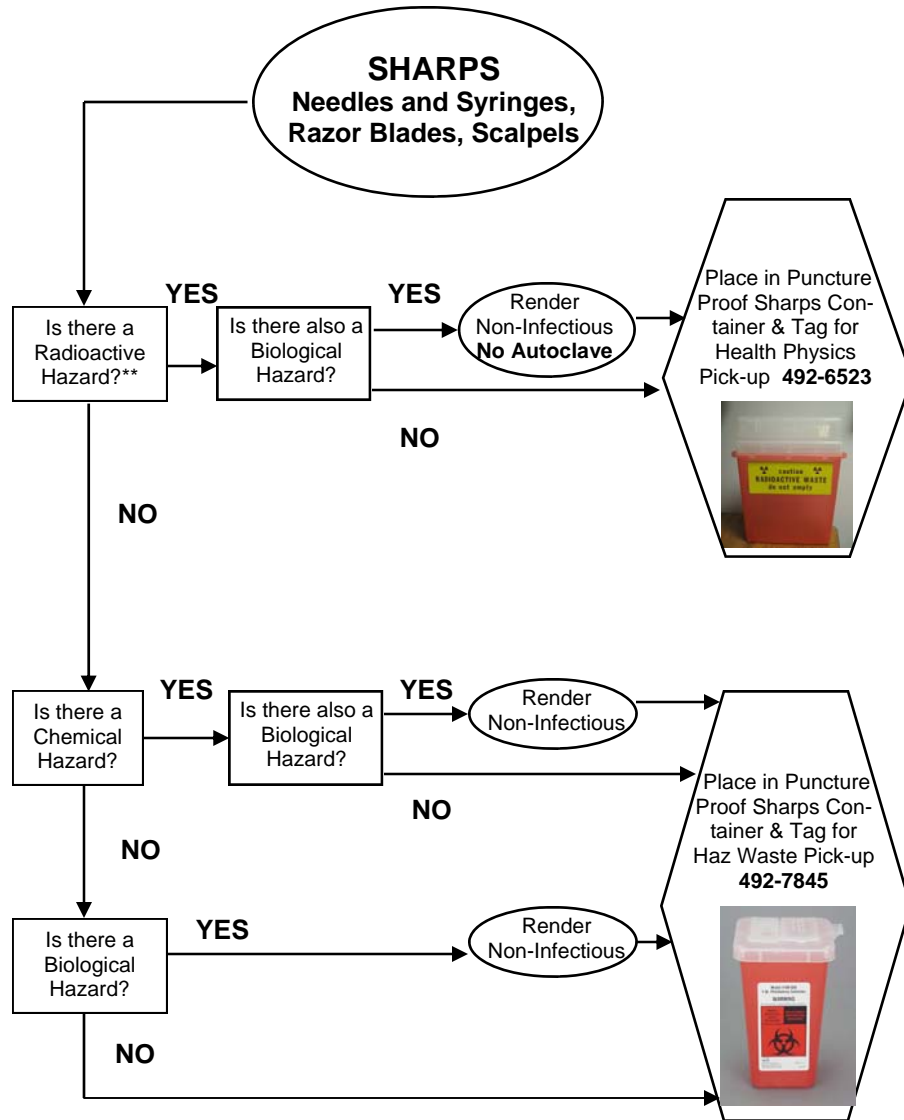 SHARPS
Needles and Syringes,
Razor Blades, Scalpels
YES
YES
Is there a
Radioactive
Hazard?**
Is there also a
Biological
Hazard?
Render
Non-Infectious
No Autoclave
NO
Place in Puncture
Proof Sharps Con-
tainer & Tag for
Health Physics
Pick-up 492-6523
caution
RADIOACTIVE WASTE
do not empty
NO
YES
YES
Is there a
Chemical
Hazard?
Is there also a
Biological
Hazard?
Render
Non-Infectious
NO
Place in Puncture
Proof Sharps Con-
tainer & Tag for
Haz Waste Pick-up
492-7845
NO
Is there a
Biological
Hazard?
YES
Render
Non-Infectious
WARNING
NO